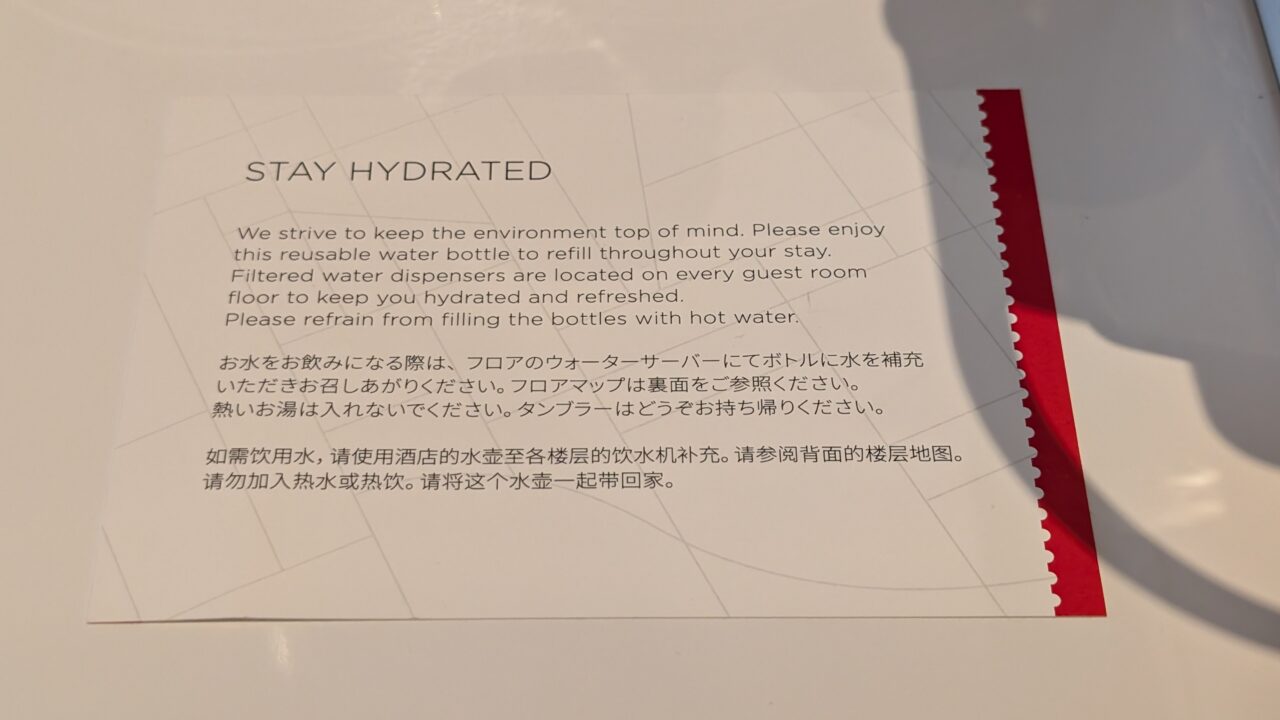 STAY HYDRATED
We strive to keep the environment top of mind. Please enjoy
this reusable water bottle to refill throughout your stay.
Filtered water dispensers are located on every guest room
floor to keep you hydrated and refreshed.
Please refrain from filling the bottles with hot water.
お水をお飲みになる際は、フロアのウォーターサーバーにてボトルに水を補充
いただきお召しあがりください。フロアマップは裏面をご参照ください。
熱いお湯は入れないでください。タンブラーはどうぞお持ち帰りください。
如需饮用水，请使用酒店的水壶至各楼层的饮水机补充。请参阅背面的楼层地图。
请勿加入热水或热饮。请将这个水壶一起带回家。